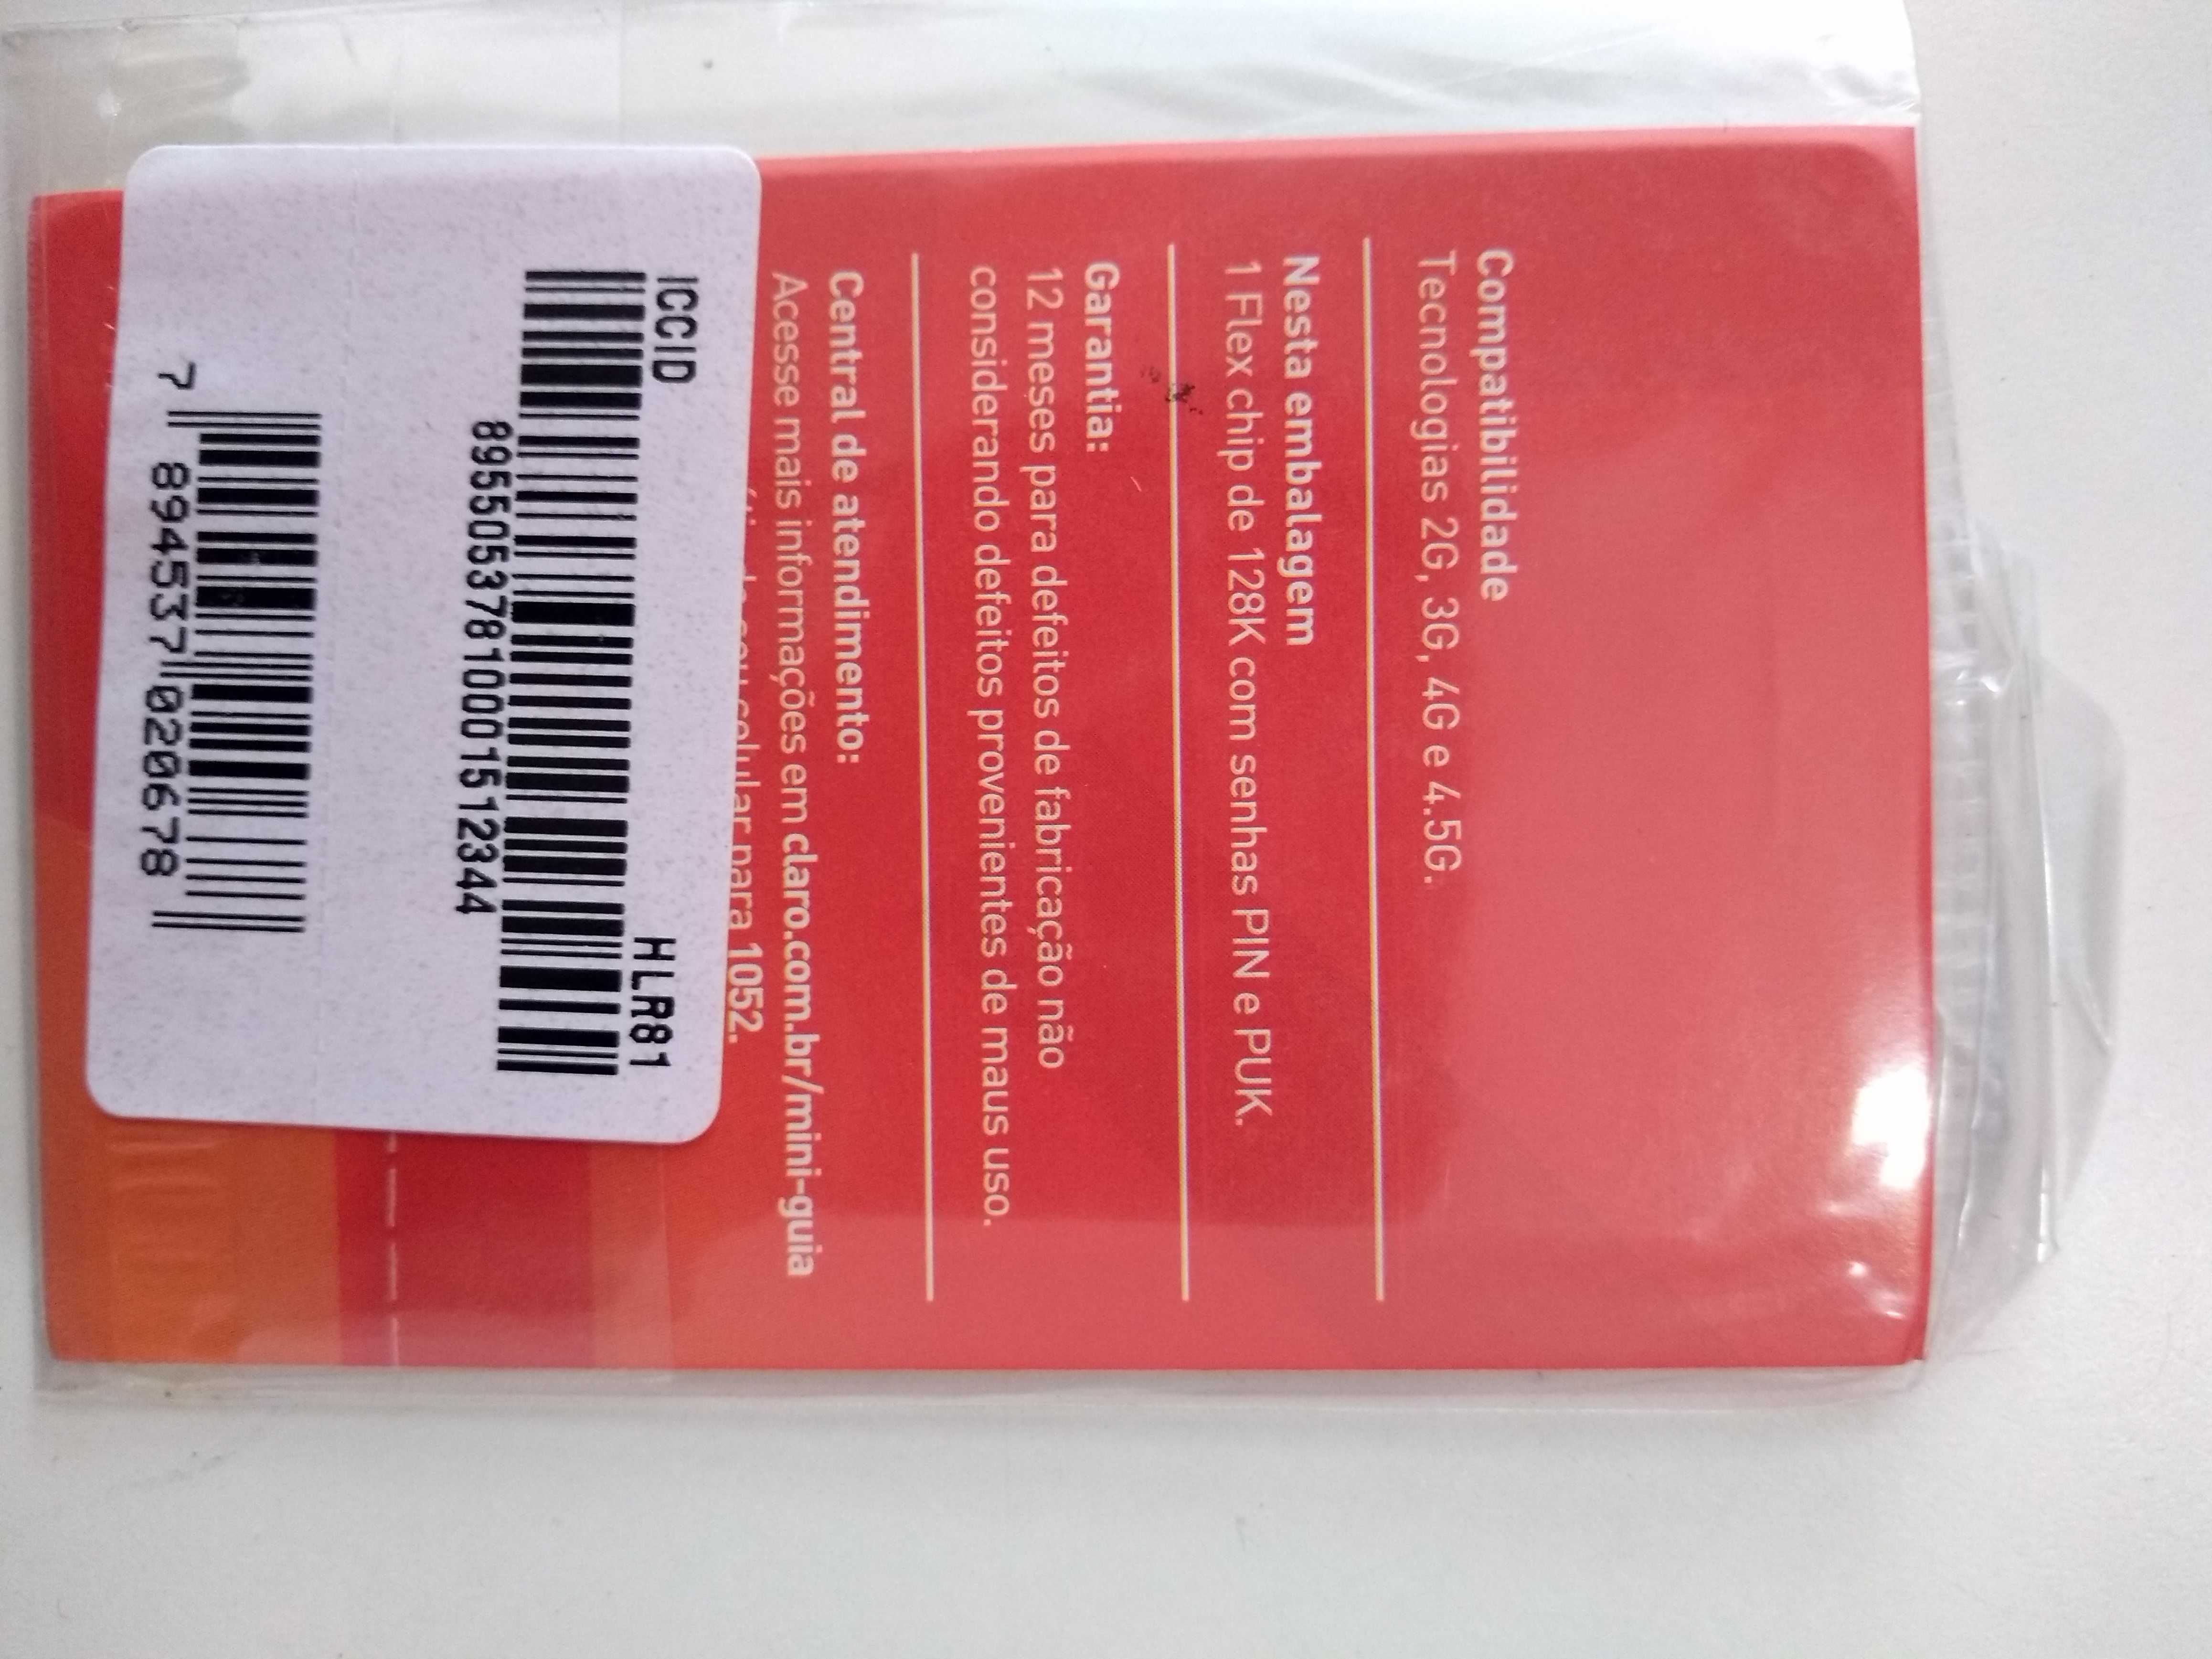 Compatibilidade
Tecnologias 2G, 3G, 4G e 4.5G.
Nesta embalagem
1 Flex chip de 128K com senhas PIN e PUK.
Garantia:
12 meses para defeitos de fabricação não
considerando defeitos provenientes de maus uso.
Central de atendimento:
Acesse mais informações em claro.com.br/mini-guia
celular para 1052.
ICCID HLR81
89550537810001512344
7 894537 020678